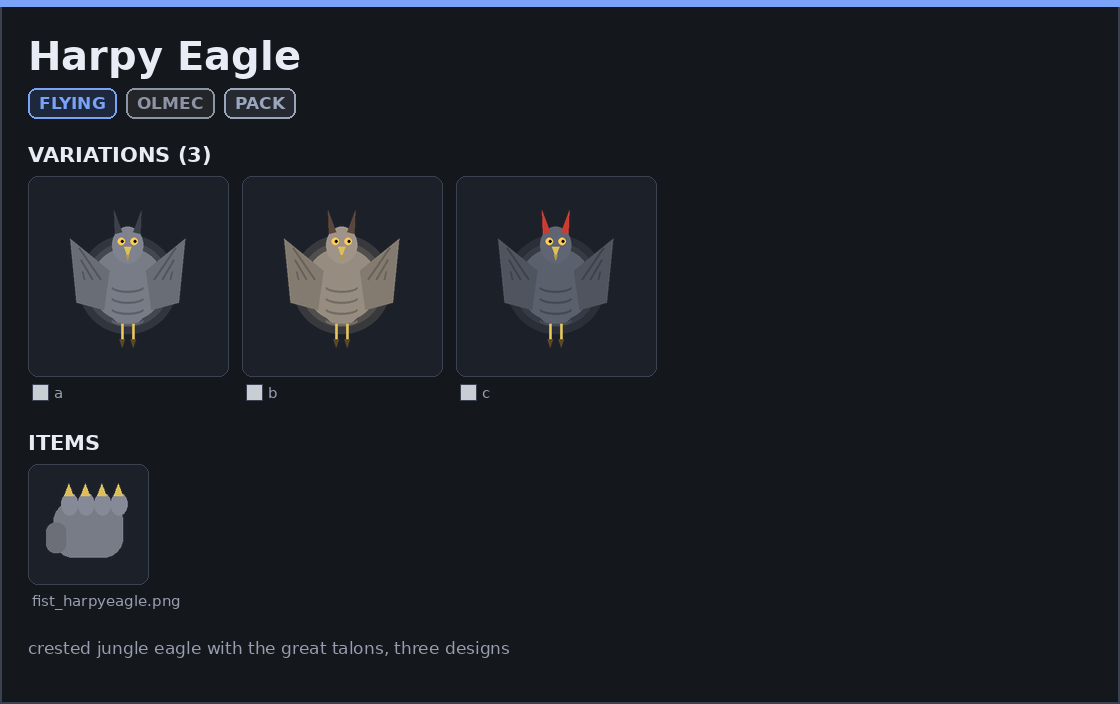 Harpy Eagle
FLYING OLMEC PACK
VARIATIONS (3)
a b c
ITEMS
fist_harpyeagle.png
crested jungle eagle with the great talons, three designs